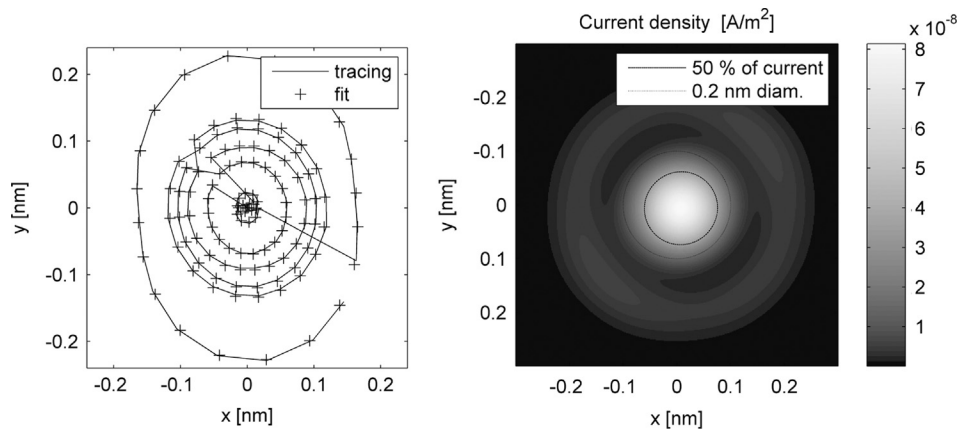 tracing
fit
0.2
0.1
0
-0.1
-0.2
y [nm]
-0.2 -0.1 0 0.1 0.2
x [nm]
Current density [A/m²]
50 % of current
0.2 nm diam.
-0.2
-0.1
0
0.1
0.2
y [nm]
-0.2 -0.1 0 0.1 0.2
x [nm]
x 10⁻⁸
8
7
6
5
4
3
2
1